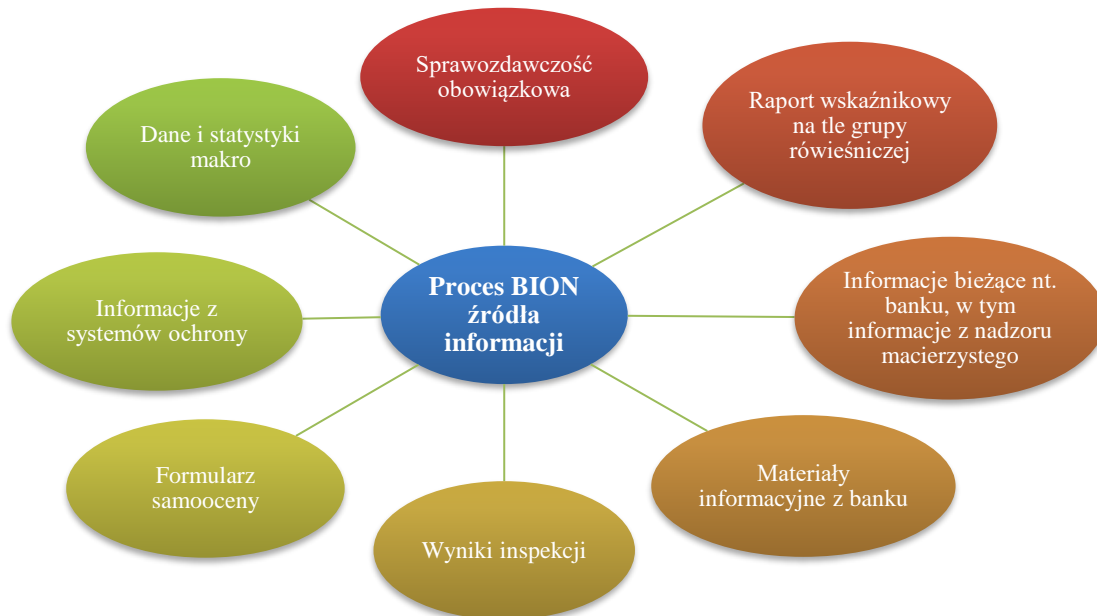 Sprawozdawczość
obowiązkowa
Raport wskaźnikowy
na tle grupy
rówieśniczej
Informacje bieżące nt.
banku, w tym
informacje z nadzoru
macierzystego
Materiały
informacyjne z banku
Wyniki inspekcji
Formularz
samooceny
Informacje z
systemów ochrony
Dane i statystyki
makro
Proces BION
źródła
informacji